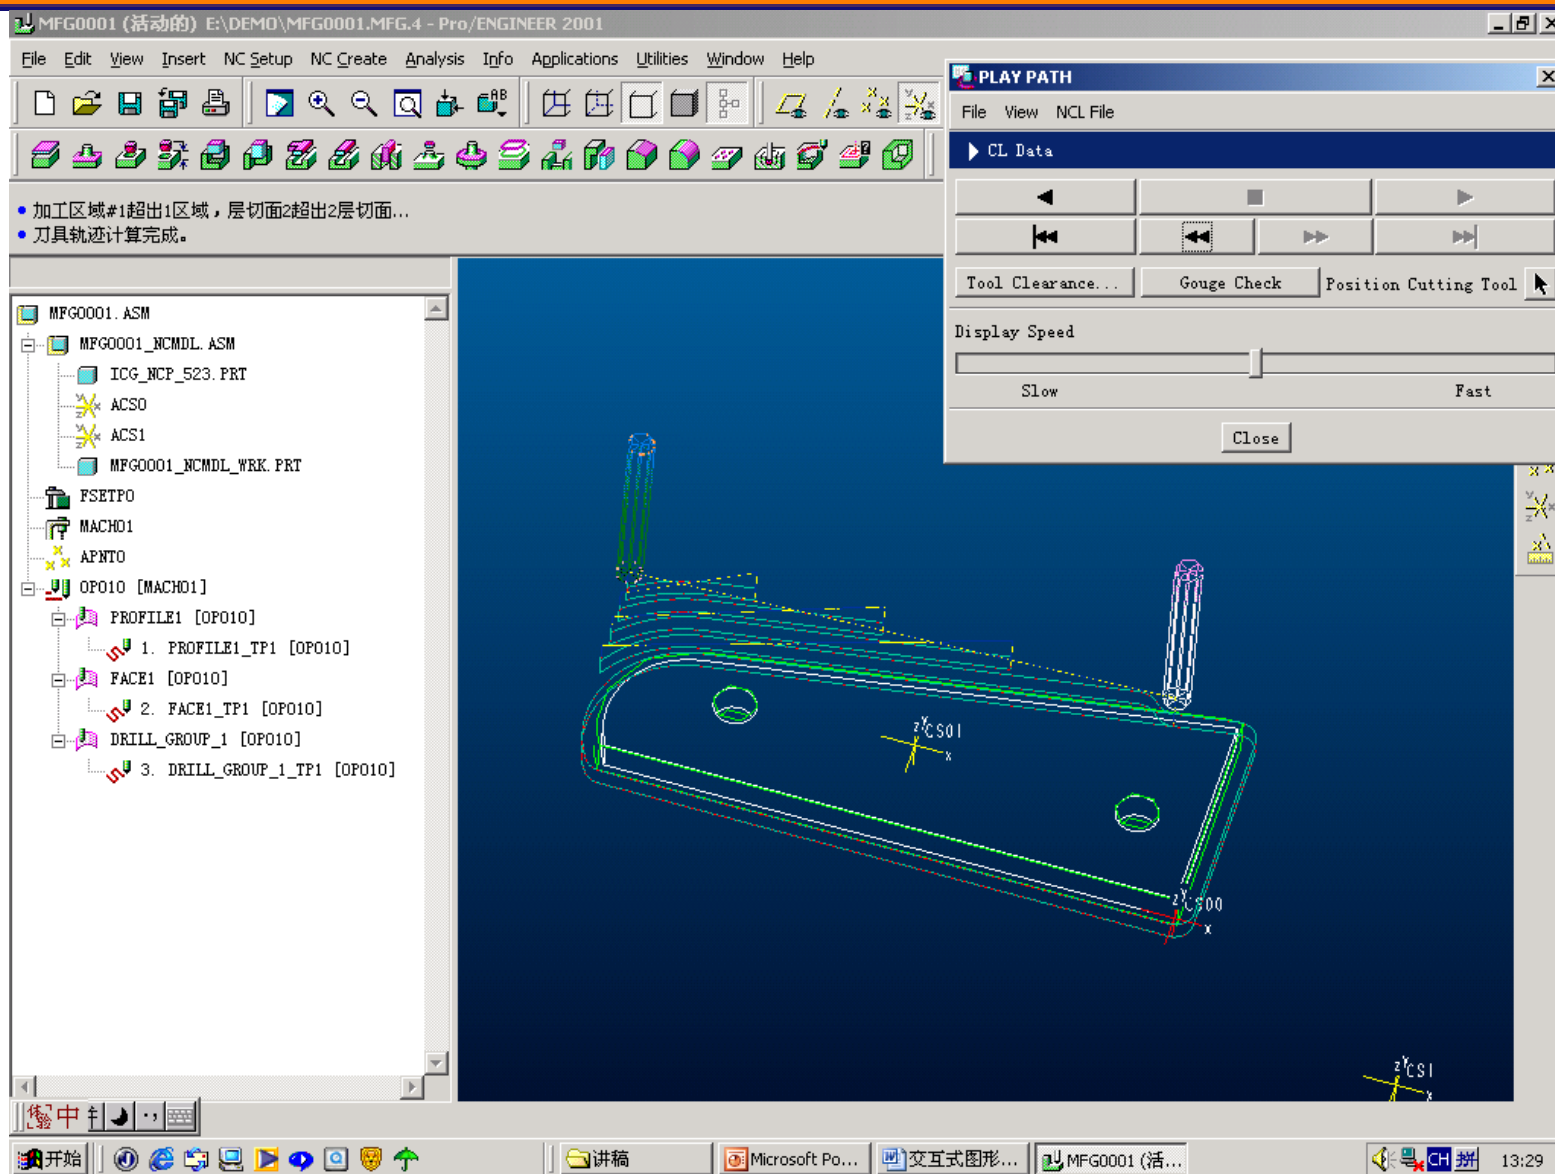 MFG0001 (活动的) E:\DEMO\MFG0001.MFG.4 - Pro/ENGINEER 2001
File Edit View Insert NC Setup NC Create Analysis Info Applications Utilities Window Help
加工区域#1超出1区域，层切面2超出2层切面...
刀具轨迹计算完成。
PLAY PATH
File View NCL File
CL Data
Tool Clearance... Gouge Check Position Cutting Tool
Display Speed
Slow Fast
Close
MFG0001.ASM
MFG0001_NCMDL.ASM
ICG_NCP_523.PRT
ACS0
ACS1
MFG0001_NCMDL_WRK.PRT
FSETP0
MACH01
APNT0
OP010 [MACH01]
PROFILE1 [OP010]
1. PROFILE1_TP1 [OP010]
FACE1 [OP010]
2. FACE1_TP1 [OP010]
DRILL_GROUP_1 [OP010]
3. DRILL_GROUP_1_TP1 [OP010]
z Y CS01
x
z Y CS00
x
z Y CS1
x
中
开始 讲稿 Microsoft Po... 交互式图形... MFG0001 (活... CH 拼 13:29